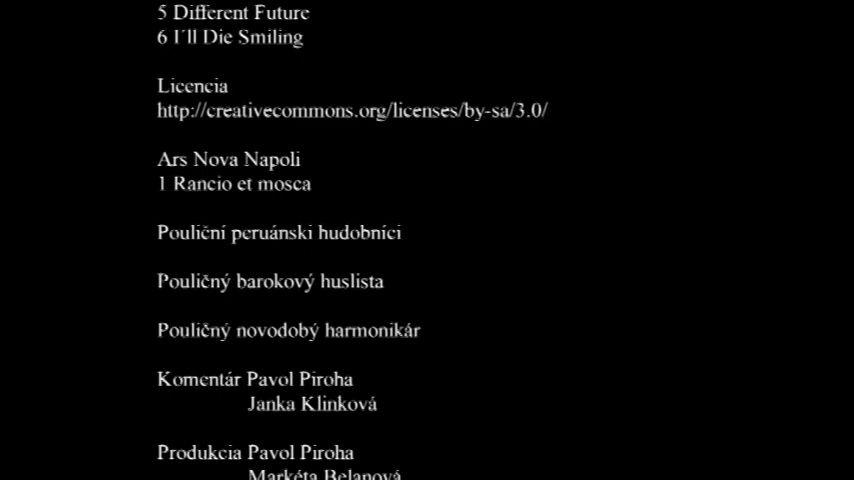 5 Different Future
6 I´ll Die Smiling
Licencia
http://creativecommons.org/licenses/by-sa/3.0/
Ars Nova Napoli
1 Rancio et mosca
Pouliční peruánski hudobníci
Pouličný barokový huslista
Pouličný novodobý harmonikár
Komentár Pavol Piroha
Janka Klinková
Produkcia Pavol Piroha
Markéta Belanová